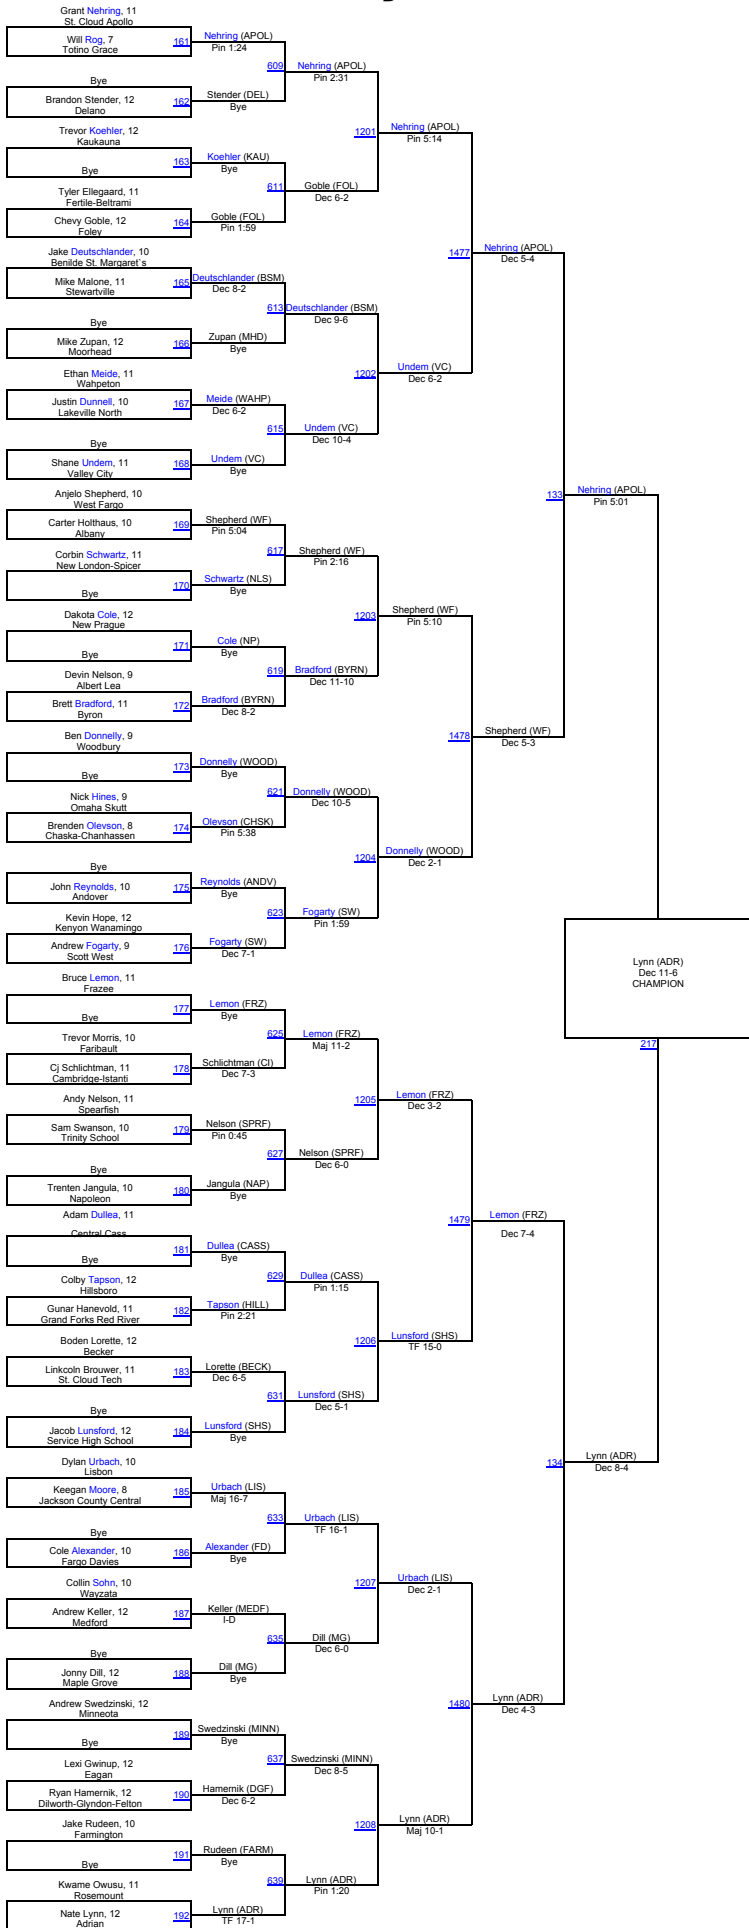 Grant Nehring, 11
St. Cloud Apollo
Will Rog, 7
Totino Grace
161
Nehring (APOL)
Pin 1:24
609
Nehring (APOL)
Pin 2:31
Bye
Brandon Stender, 12
Delano
162
Stender (DEL)
Bye
1201
Nehring (APOL)
Pin 5:14
Trevor Koehler, 12
Kaukauna
Bye
163
Koehler (KAU)
Bye
611
Goble (FOL)
Dec 6-2
Tyler Ellegaard, 11
Fertile-Beltrami
Chevy Goble, 12
Foley
164
Goble (FOL)
Pin 1:59
1477
Nehring (APOL)
Dec 5-4
Jake Deutschlander, 10
Benilde St. Margaret`s
Mike Malone, 11
Stewartville
165
Deutschlander (BSM)
Dec 8-2
613
Deutschlander (BSM)
Dec 9-6
Bye
Mike Zupan, 12
Moorhead
166
Zupan (MHD)
Bye
1202
Undem (VC)
Dec 6-2
Ethan Meide, 11
Wahpeton
Justin Dunnell, 10
Lakeville North
167
Meide (WAHP)
Dec 6-2
615
Undem (VC)
Dec 10-4
Bye
Shane Undem, 11
Valley City
168
Undem (VC)
Bye
133
Nehring (APOL)
Pin 5:01
Anjelo Shepherd, 10
West Fargo
Carter Holthaus, 10
Albany
169
Shepherd (WF)
Pin 5:04
617
Shepherd (WF)
Pin 2:16
Corbin Schwartz, 11
New London-Spicer
Bye
170
Schwartz (NLS)
Bye
1203
Shepherd (WF)
Pin 5:10
Dakota Cole, 12
New Prague
Bye
171
Cole (NP)
Bye
619
Bradford (BYRN)
Dec 11-10
Devin Nelson, 9
Albert Lea
Brett Bradford, 11
Byron
172
Bradford (BYRN)
Dec 8-2
1478
Shepherd (WF)
Dec 5-3
Ben Donnelly, 9
Woodbury
Bye
173
Donnelly (WOOD)
Bye
621
Donnelly (WOOD)
Dec 10-5
Nick Hines, 9
Omaha Skutt
Brenden Olevson, 8
Chaska-Chanhassen
174
Olevson (CHSK)
Pin 5:38
1204
Donnelly (WOOD)
Dec 2-1
Bye
John Reynolds, 10
Andover
175
Reynolds (ANDV)
Bye
623
Fogarty (SW)
Pin 1:59
Kevin Hope, 12
Kenyon Wanamingo
Andrew Fogarty, 9
Scott West
176
Fogarty (SW)
Dec 7-1
Lynn (ADR)
Dec 11-6
CHAMPION
217
Bruce Lemon, 11
Frazee
Bye
177
Lemon (FRZ)
Bye
625
Lemon (FRZ)
Maj 11-2
Trevor Morris, 10
Faribault
Cj Schlichtman, 11
Cambridge-Istanti
178
Schlichtman (CI)
Dec 7-3
1205
Lemon (FRZ)
Dec 3-2
Andy Nelson, 11
Spearfish
Sam Swanson, 10
Trinity School
179
Nelson (SPRF)
Pin 0:45
627
Nelson (SPRF)
Dec 6-0
Bye
Trenten Jangula, 10
Napoleon
180
Jangula (NAP)
Bye
1479
Lemon (FRZ)
Dec 7-4
Adam Dullea, 11
Central Cass
Bye
181
Dullea (CASS)
Bye
629
Dullea (CASS)
Pin 1:15
Colby Tapson, 12
Hillsboro
Gunar Hanevold, 11
Grand Forks Red River
182
Tapson (HILL)
Pin 2:21
1206
Lunsford (SHS)
TF 15-0
Boden Lorette, 12
Becker
Linkcoln Brouwer, 11
St. Cloud Tech
183
Lorette (BECK)
Dec 6-5
631
Lunsford (SHS)
Dec 5-1
Bye
Jacob Lunsford, 12
Service High School
184
Lunsford (SHS)
Bye
134
Lynn (ADR)
Dec 8-4
Dylan Urbach, 10
Lisbon
Keegan Moore, 8
Jackson County Central
185
Urbach (LIS)
Maj 16-7
633
Urbach (LIS)
TF 16-1
Bye
Cole Alexander, 10
Fargo Davies
186
Alexander (FD)
Bye
1207
Urbach (LIS)
Dec 2-1
Collin Sohn, 10
Wayzata
Andrew Keller, 12
Medford
187
Keller (MEDF)
I-D
635
Dill (MG)
Dec 6-0
Bye
Jonny Dill, 12
Maple Grove
188
Dill (MG)
Bye
1480
Lynn (ADR)
Dec 4-3
Andrew Swedzinski, 12
Minneota
Bye
189
Swedzinski (MINN)
Bye
637
Swedzinski (MINN)
Dec 8-5
Lexi Gwinup, 12
Eagan
Ryan Hamernik, 12
Dilworth-Glyndon-Felton
190
Hamernik (DGF)
Dec 6-2
1208
Lynn (ADR)
Maj 10-1
Jake Rudeen, 10
Farmington
Bye
191
Rudeen (FARM)
Bye
639
Lynn (ADR)
Pin 1:20
Kwame Owusu, 11
Rosemount
Nate Lynn, 12
Adrian
192
Lynn (ADR)
TF 17-1